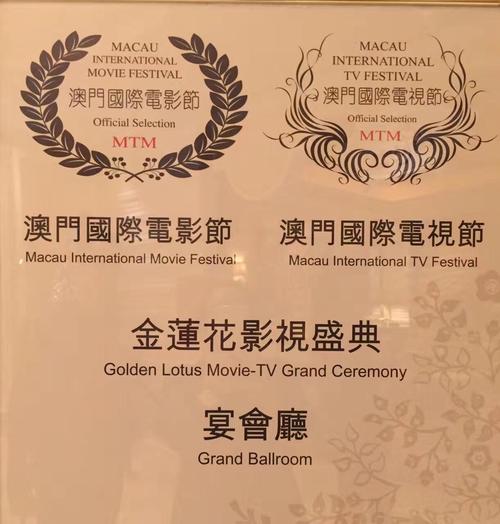 MACAU
INTERNATIONAL
MOVIE FESTIVAL
澳門國際電影節
Official Selection
MTM
MACAU
INTERNATIONAL
TV FESTIVAL
澳門國際電視節
Official Selection
MTM
澳門國際電影節
Macau International Movie Festival
澳門國際電視節
Macau International TV Festival
金蓮花影視盛典
Golden Lotus Movie-TV Grand Ceremony
宴會廳
Grand Ballroom